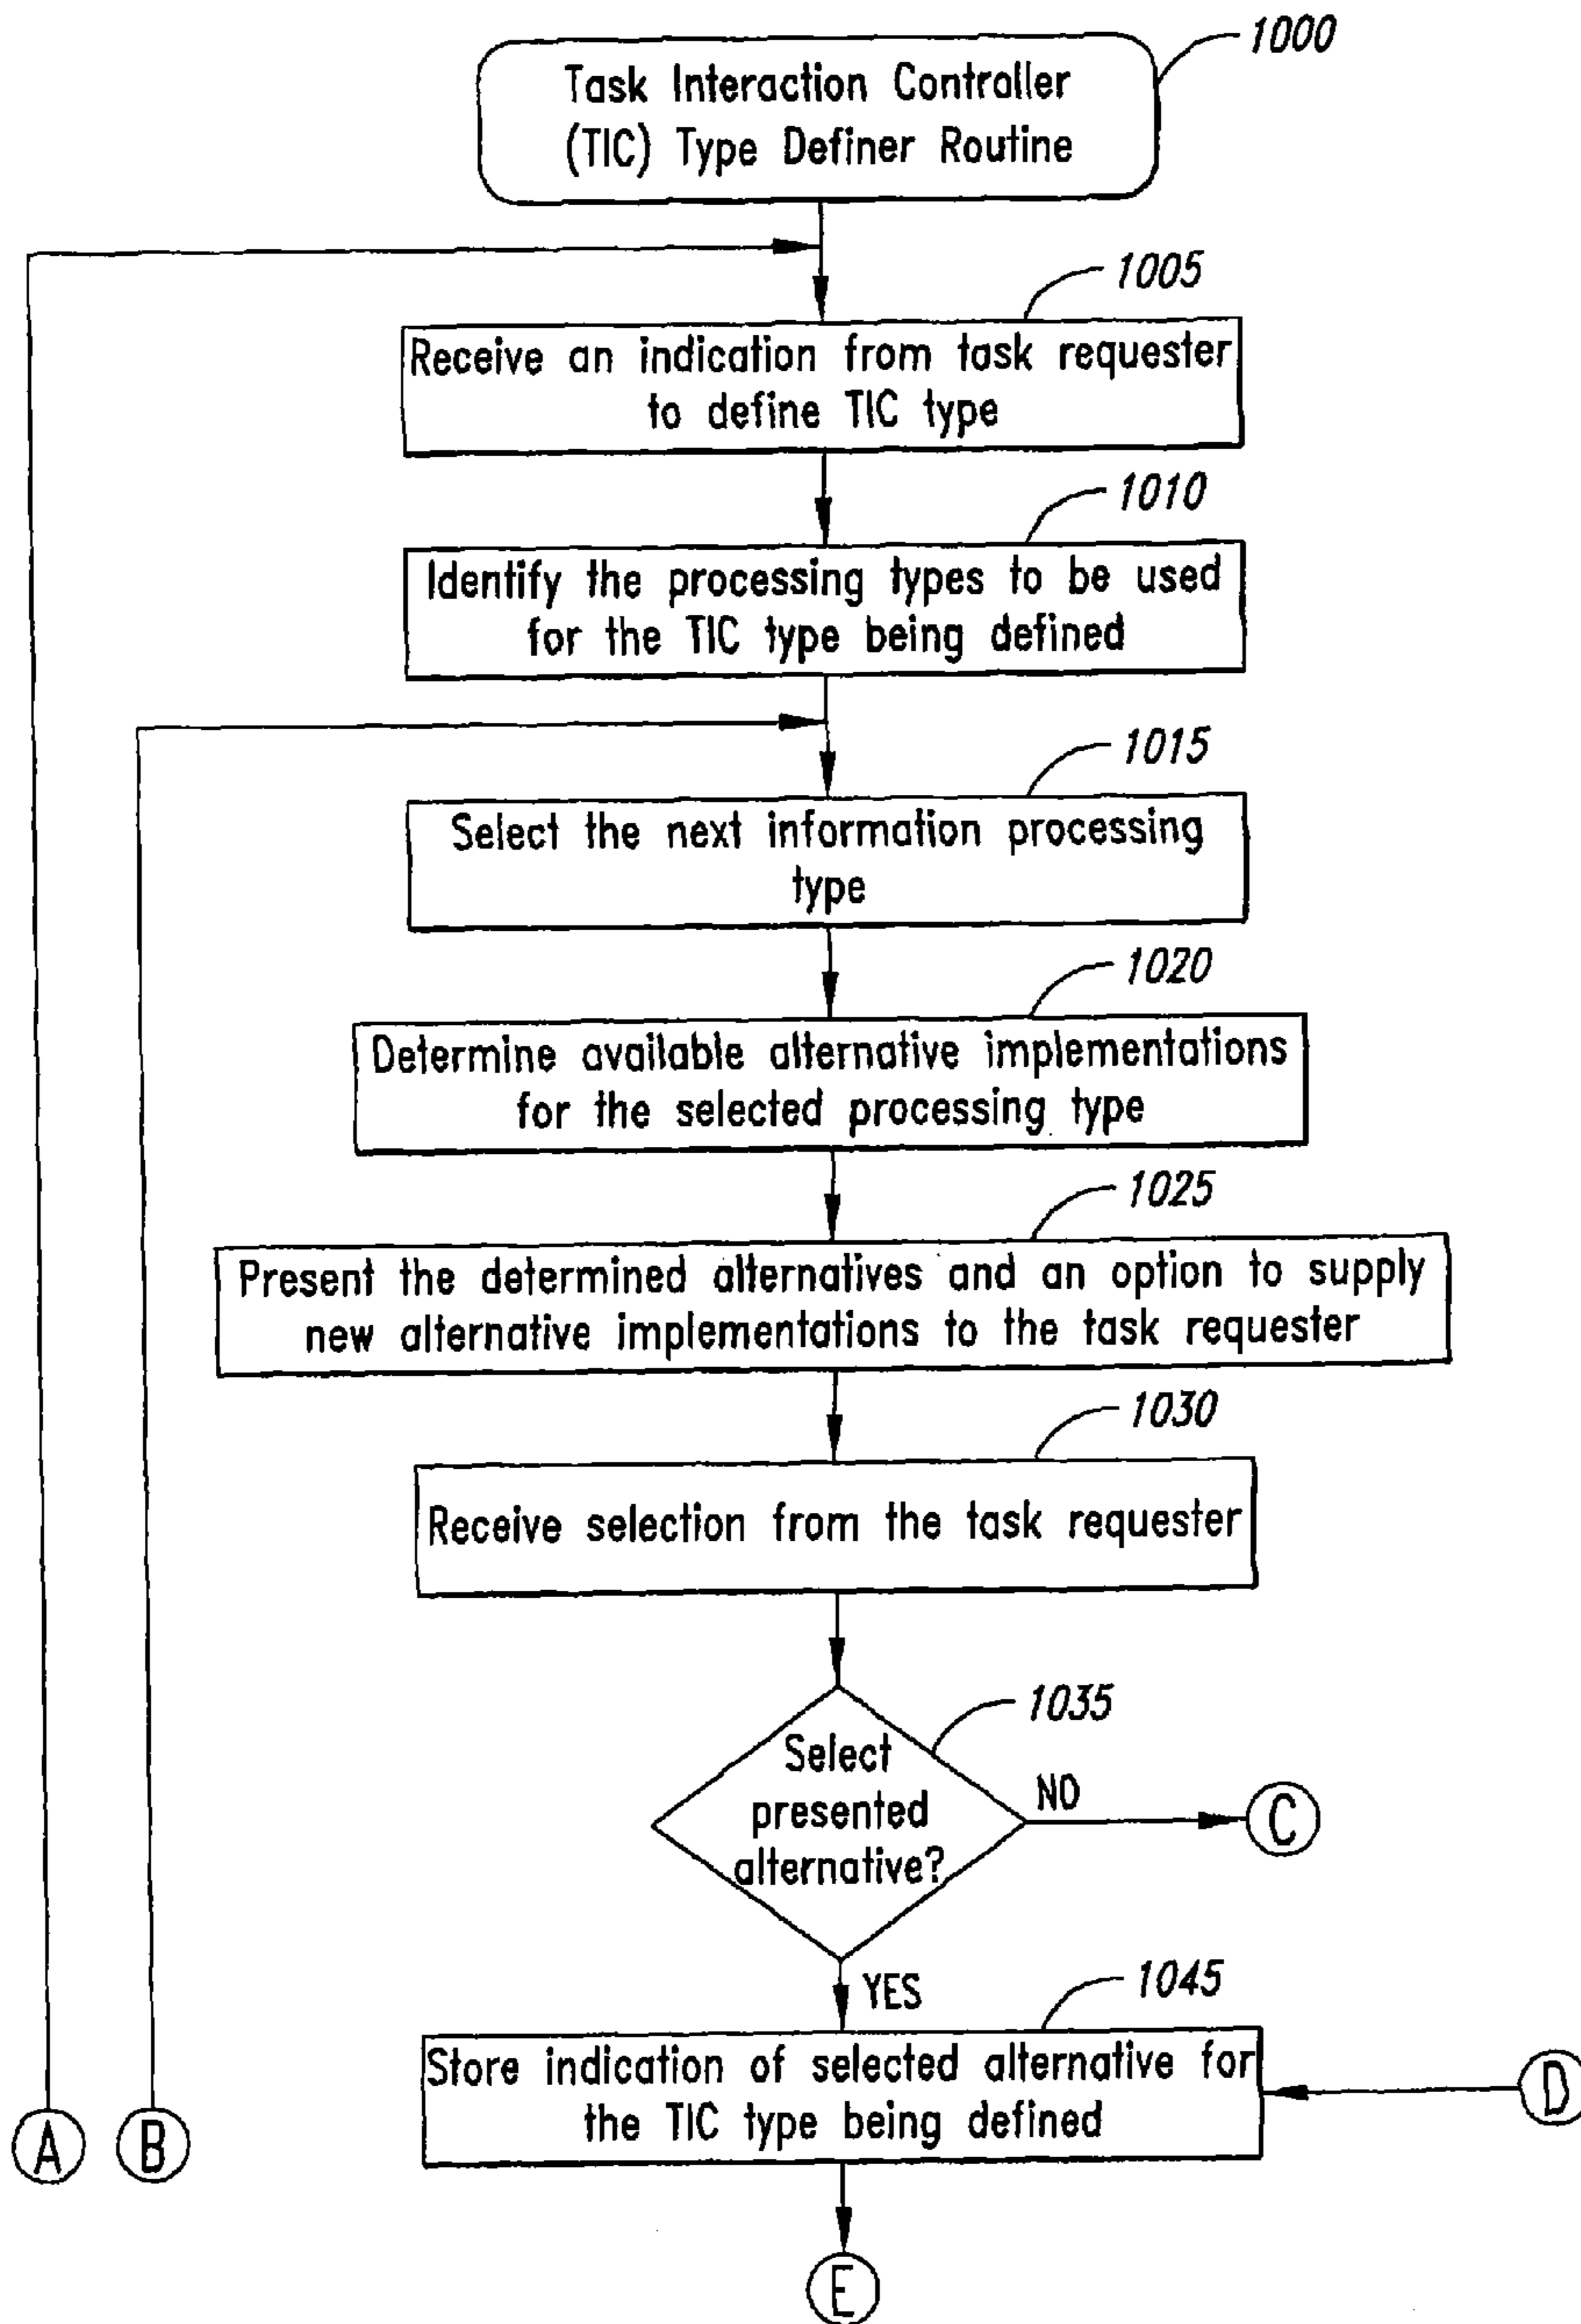 1000
Task Interaction Controller
(TIC) Type Definer Routine
1005
Receive an indication from task requester
to define TIC type
1010
Identify the processing types to be used
for the TIC type being defined
1015
Select the next information processing
type
1020
Determine available alternative implementations
for the selected processing type
1025
Present the determined alternatives and an option to supply
new alternative implementations to the task requester
1030
Receive selection from the task requester
1035
Select
presented
alternative?
NO
C
YES
1045
Store indication of selected alternative for
the TIC type being defined
D
A
B
E